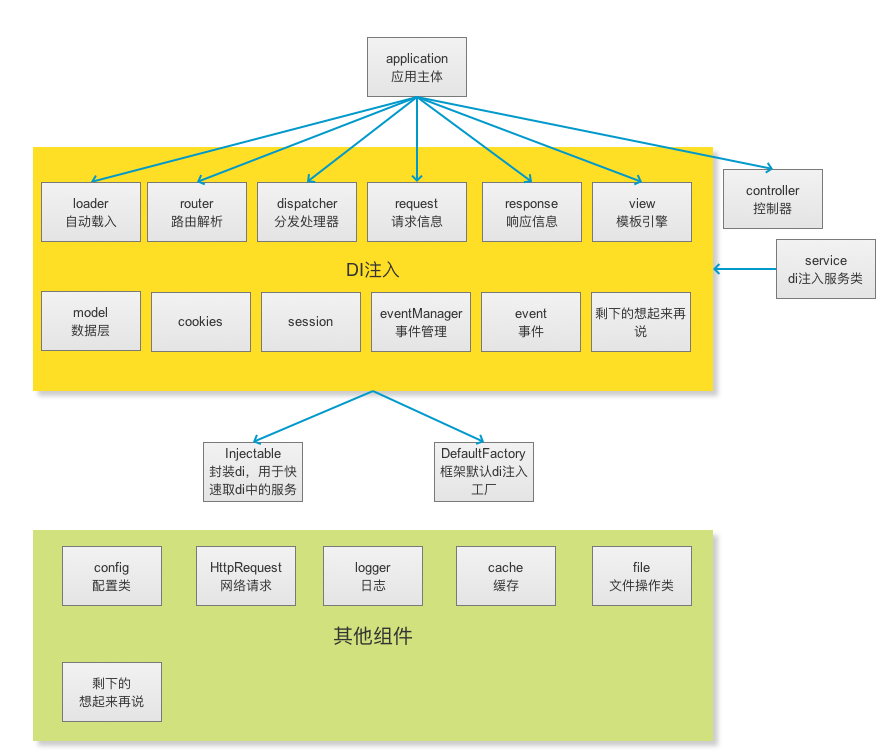 application
应用主体
loader
自动载入
router
路由解析
dispatcher
分发处理器
request
请求信息
response
响应信息
view
模板引擎
controller
控制器
service
di注入服务类
DI注入
model
数据层
cookies
session
eventManager
事件管理
event
事件
剩下的想起来再
说
Injectable
封装di，用于快
速取di中的服务
DefaultFactory
框架默认di注入
工厂
config
配置类
HttpRequest
网络请求
logger
日志
cache
缓存
file
文件操作类
其他组件
剩下的
想起来再说